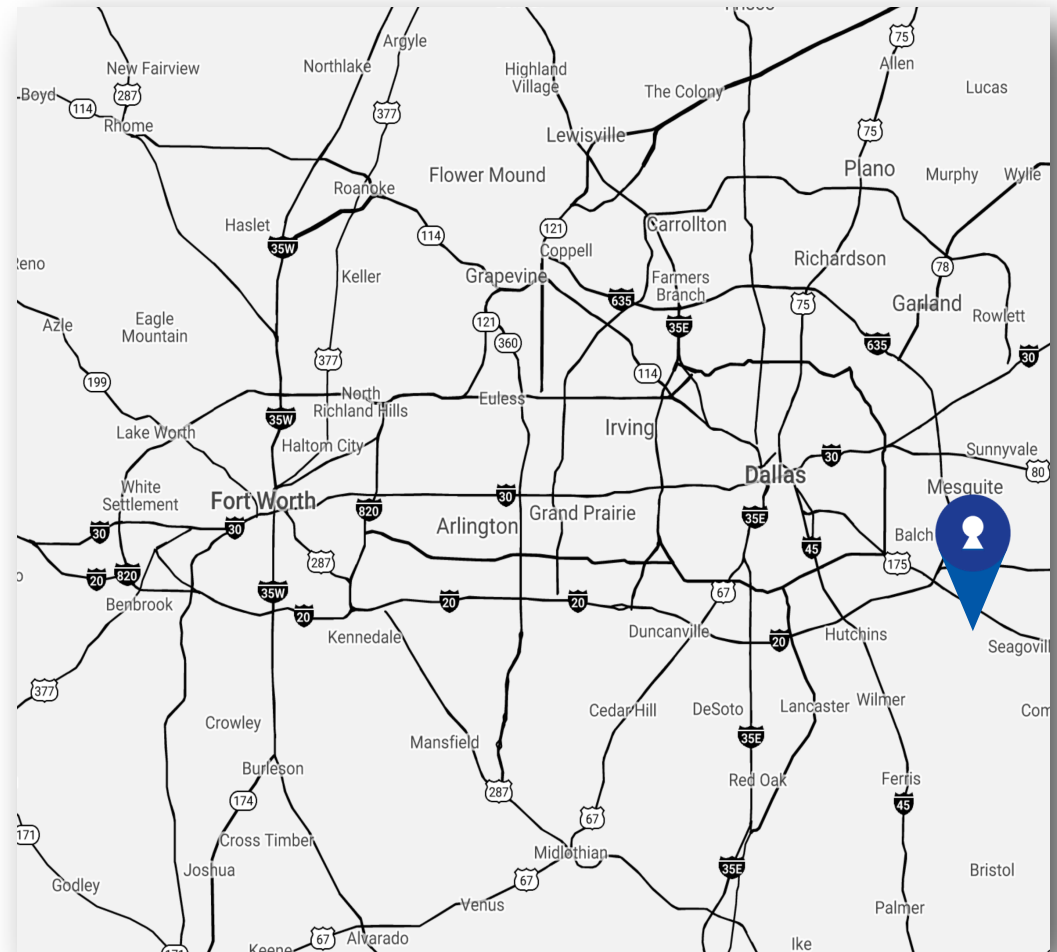 75
Argyle
New Fairview
Northlake
Highland
Village
Allen
Boyd
287
114
377
The Colony
Lucas
Rhome
75
Lewisville
Plano
Flower Mound
Murphy
Wylie
Roanoke
Haslet
114
121
Carrollton
35W
Coppell
Richardson
78
Keller
Grapevine
Farmers
Branch
635
75
Garland
Rowlett
Azle
Eagle
Mountain
121
35E
360
377
635
30
199
114
North
Richland Hills
Euless
35W
Lake Worth
Haltom City
Irving
30
Sunnyvale
80
White
Settlement
Fort Worth
30
Dallas
Mesquite
820
Arlington
Grand Prairie
35E
30
30
Balch
45
287
175
20
820
35W
67
Benbrook
20
20
20
Kennedale
Duncanville
20
Hutchins
Seagovill
377
Crowley
Cedar Hill
DeSoto
Lancaster
Wilmer
Com
Mansfield
35E
Burleson
Red Oak
Ferris
287
174
45
67
171
Cross Timber
Midlothian
Joshua
35E
Bristol
Godley
67
Venus
Palmer
67
Alvarado
Keene
Ike
171